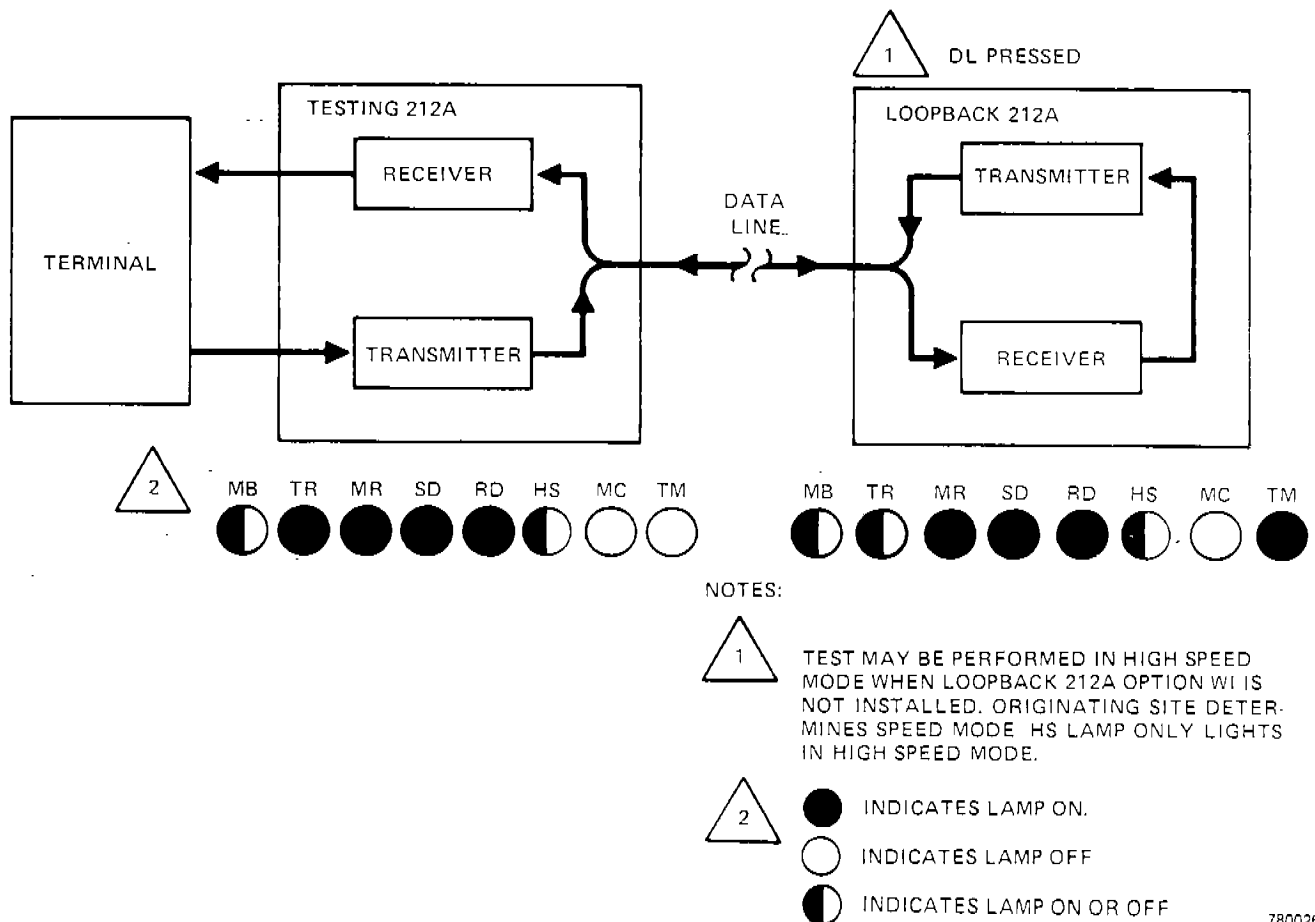 1 DL PRESSED
TESTING 212A
LOOPBACK 212A
RECEIVER
TRANSMITTER
DATA
LINE
TERMINAL
TRANSMITTER
RECEIVER
2 MB TR MR SD RD HS MC TM
MB TR MR SD RD HS MC TM
NOTES:
1 TEST MAY BE PERFORMED IN HIGH SPEED
MODE WHEN LOOPBACK 212A OPTION WI IS
NOT INSTALLED. ORIGINATING SITE DETER-
MINES SPEED MODE HS LAMP ONLY LIGHTS
IN HIGH SPEED MODE.
2 INDICATES LAMP ON.
INDICATES LAMP OFF
INDICATES LAMP ON OR OFF